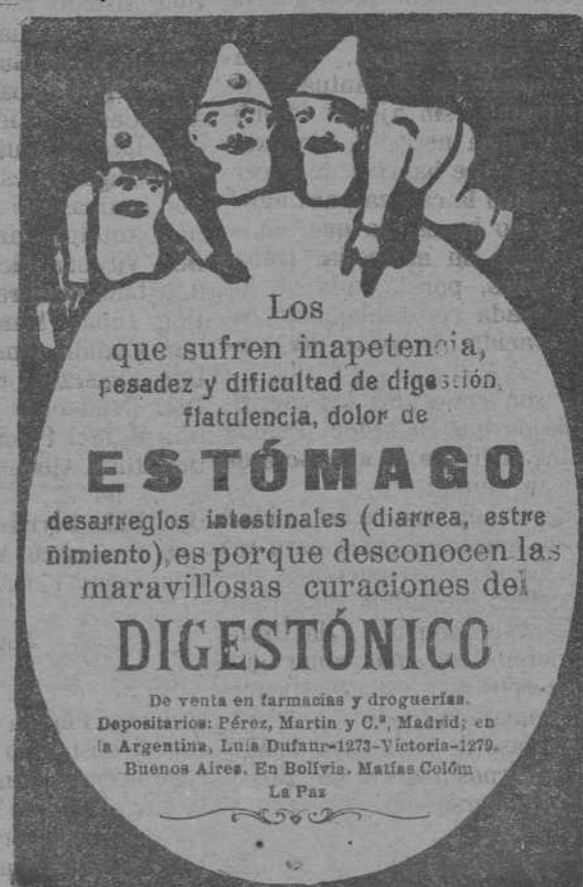 Los
que sufren inapetencia,
pesadez y dificultad de digestión,
flatulencia, dolor de
ESTÓMAGO
desarreglos intestinales (diarrea, estre
ñimiento), es porque desconocen las
maravillosas curaciones del
DIGESTÓNICO
De venta en farmacias y droguerías.
Depositarios: Pérez, Martin y C.ª, Madrid; en
la Argentina, Luis Dufaur-1273-Victoria-1279.
Buenos Aires. En Bolivia. Matías Colóm
La Paz